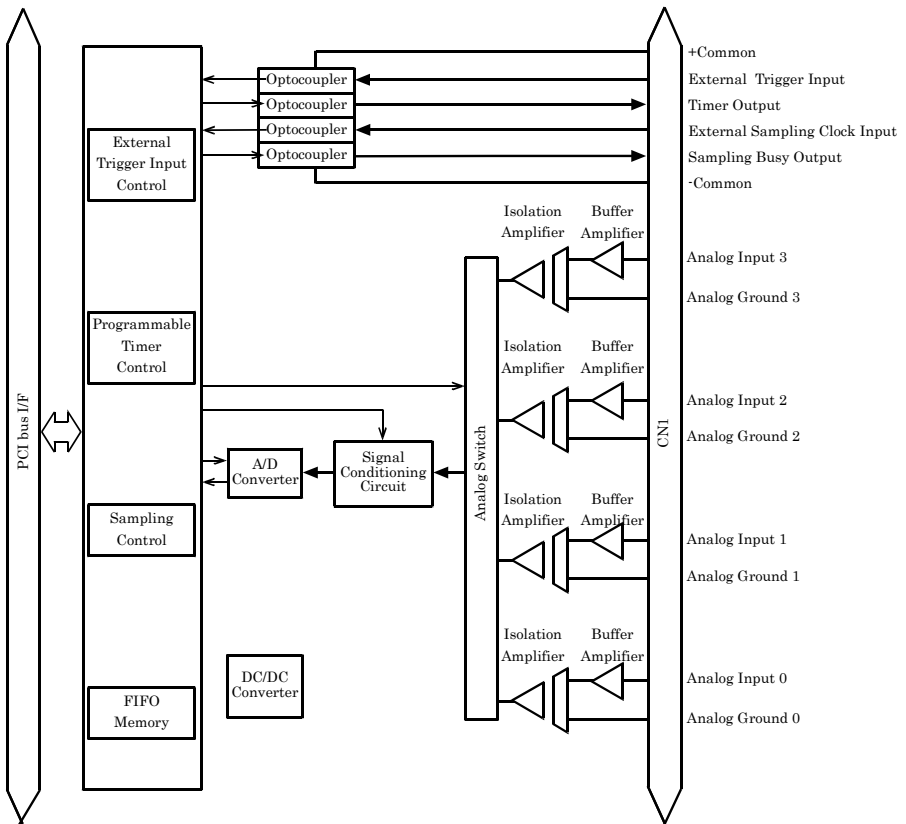 +Common
Optocoupler
External Trigger Input
Optocoupler
Timer Output
Optocoupler
External Sampling Clock Input
Optocoupler
Sampling Busy Output
-Common
External
Trigger Input
Control
Programmable
Timer
Control
Sampling
Control
FIFO
Memory
PCI bus I/F
A/D
Converter
Signal
Conditioning
Circuit
DC/DC
Converter
Analog Switch
Isolation
Amplifier
Buffer
Amplifier
Analog Input 3
Analog Ground 3
Isolation
Amplifier
Buffer
Amplifier
Analog Input 2
Analog Ground 2
Isolation
Amplifier
Buffer
Amplifier
Analog Input 1
Analog Ground 1
Isolation
Amplifier
Buffer
Amplifier
Analog Input 0
Analog Ground 0
CN1